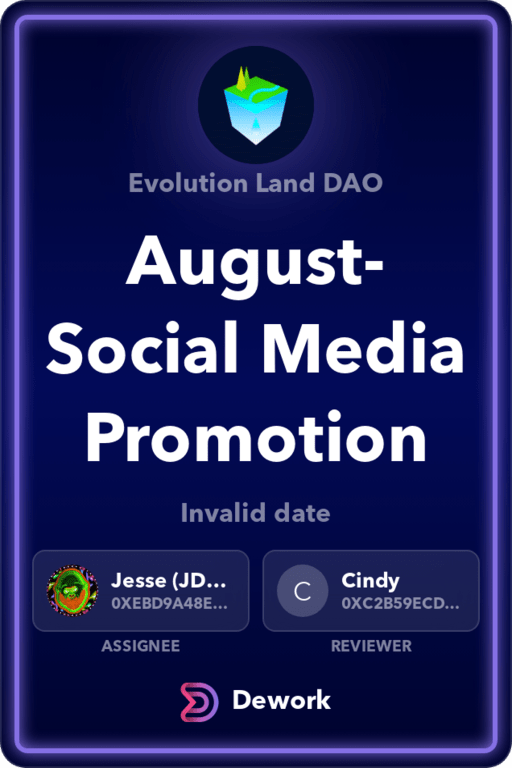 Evolution Land DAO
August-
Social Media
Promotion
Invalid date
Jesse (JD...
0XEBD9A48E...
ASSIGNEE
C
Cindy
0XC2B59ECD...
REVIEWER
Dework